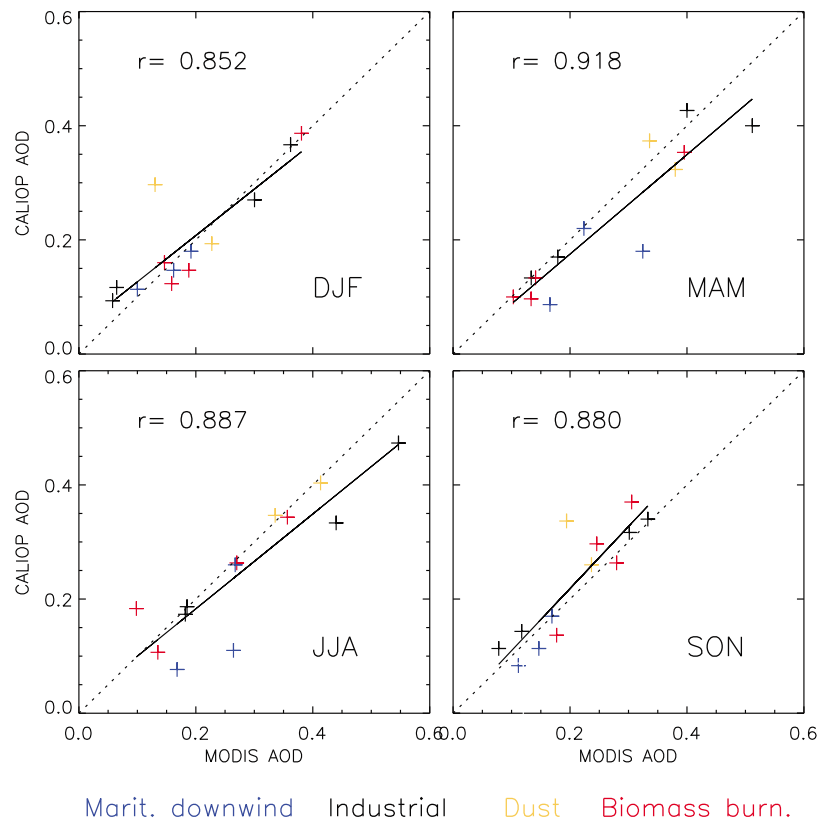 0.6
r= 0.852
r= 0.918
0.4
CALIOP AOD
0.2
DJF
MAM
0.0
0.6
r= 0.887
r= 0.880
0.4
CALIOP AOD
0.2
JJA
SON
0.0
0.0 0.2 0.4 0.6 0.0 0.2 0.4 0.6
MODIS AOD MODIS AOD
Marit. downwind Industrial Dust Biomass burn.